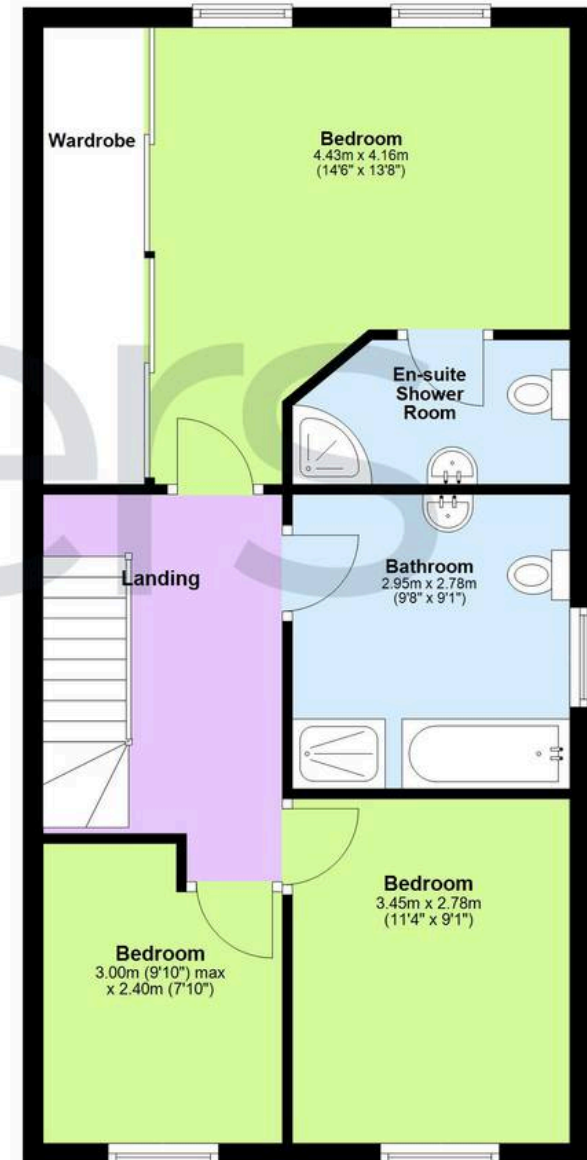 Wardrobe
Bedroom
4.43m x 4.16m
(14'6" x 13'8")
En-suite
Shower
Room
ers
Landing
Bathroom
2.95m x 2.78m
(9'8" x 9'1")
Bedroom
3.45m x 2.78m
(11'4" x 9'1")
Bedroom
3.00m (9'10") max
x 2.40m (7'10")